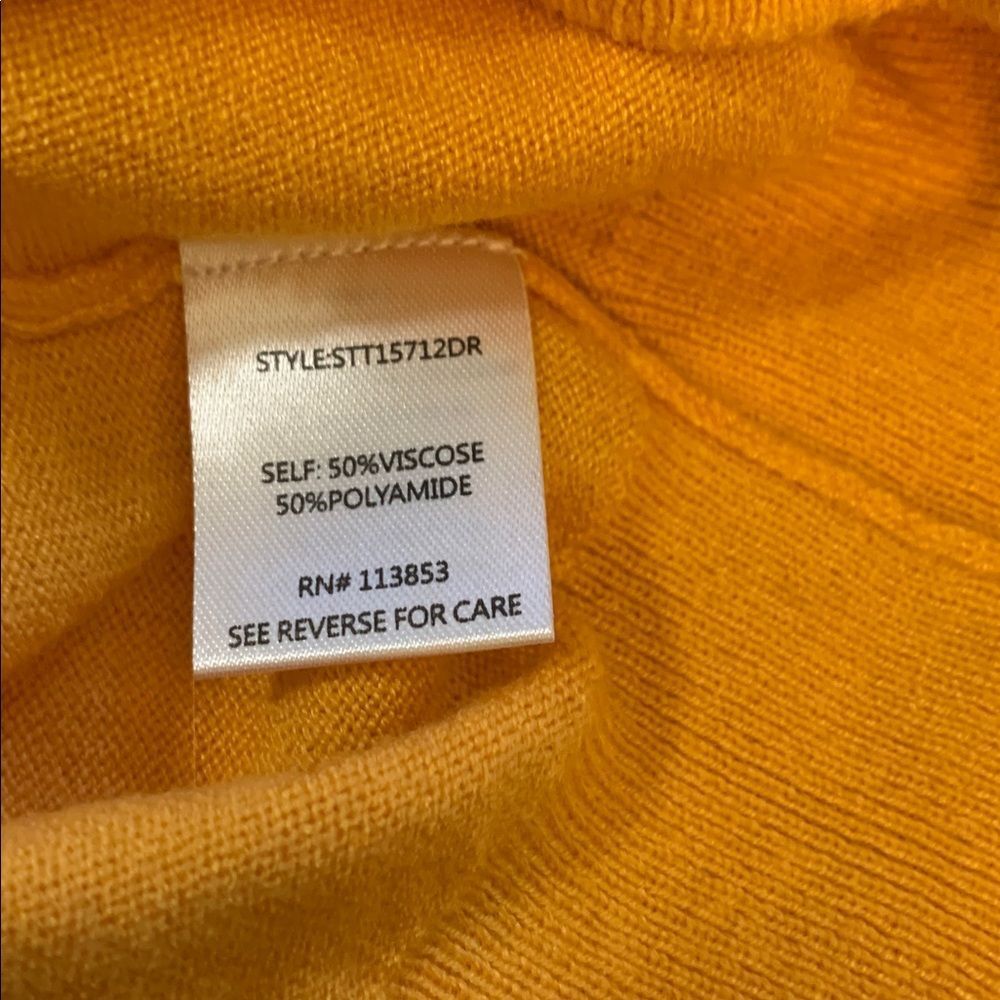 STYLE:STT15712DR
SELF: 50%VISCOSE
50%POLYAMIDE
RN# 113853
SEE REVERSE FOR CARE